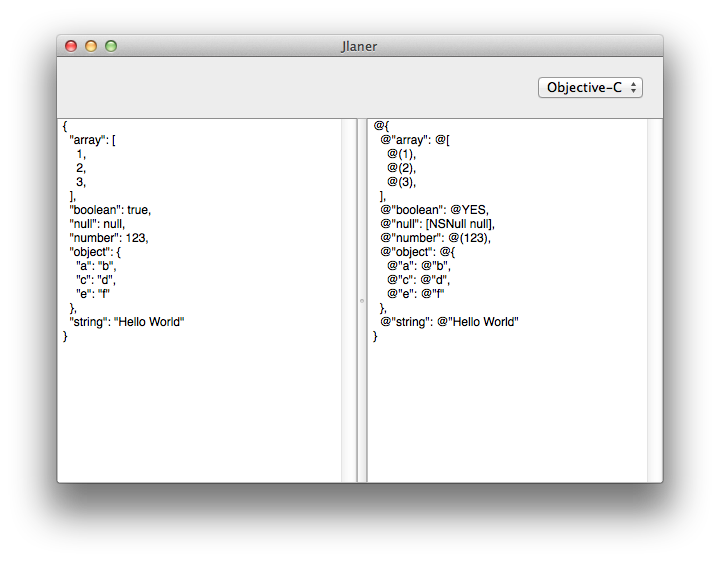 Jlaner
Objective-C
{
"array": [
1,
2,
3,
],
"boolean": true,
"null": null,
"number": 123,
"object": {
"a": "b",
"c": "d",
"e": "f"
},
"string": "Hello World"
}
@{
@"array": @[
@(1),
@(2),
@(3),
],
@"boolean": @YES,
@"null": [NSNull null],
@"number": @(123),
@"object": @{
@"a": @"b",
@"c": @"d",
@"e": @"f"
},
@"string": @"Hello World"
}